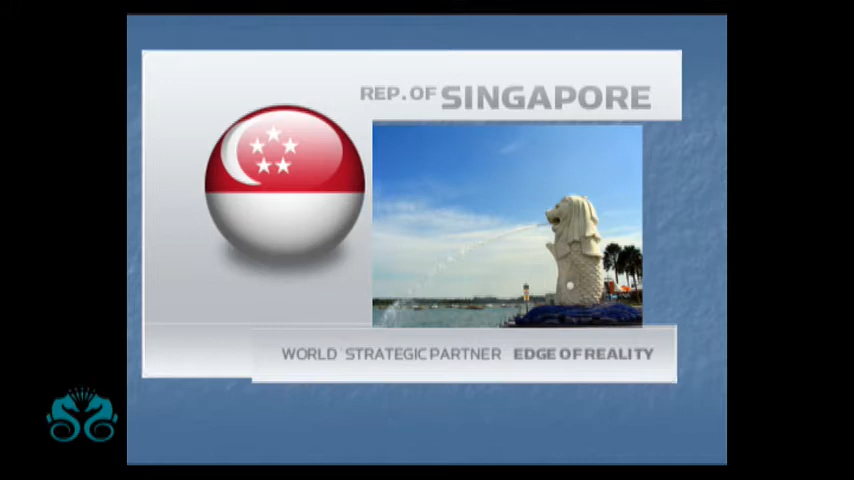 REP. OF SINGAPORE
WORLD STRATEGIC PARTNER EDGE OF REALITY